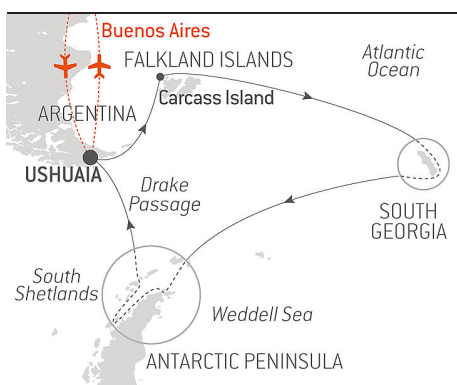 Buenos Aires
FALKLAND ISLANDS
Atlantic
Ocean
Carcass Island
ARGENTINA
USHUAIA
Drake
Passage
SOUTH
GEORGIA
South
Shetlands
Weddell Sea
ANTARCTIC PENINSULA